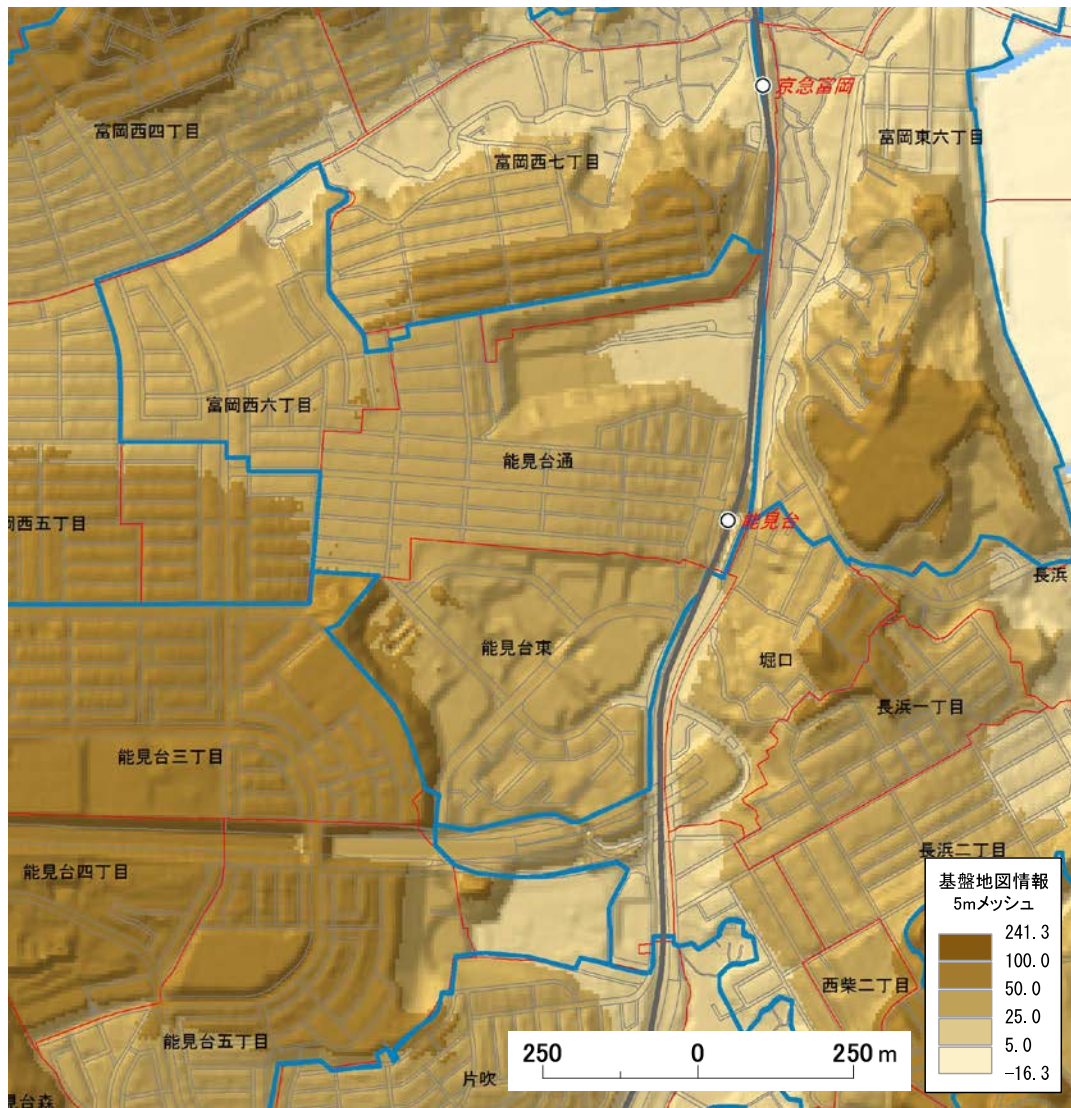 京急富岡
富岡西四丁目
富岡東六丁目
富岡西七丁目
富岡西六丁目
能見台通
岡西五丁目
能見台
長浜
能見台東
堀口
長浜一丁目
能見台三丁目
長浜二丁目
能見台四丁目
西柴二丁目
能見台五丁目
片吹
見台森
基盤地図情報
5mメッシュ
241.3
100.0
50.0
25.0
5.0
-16.3
250 0 250 m